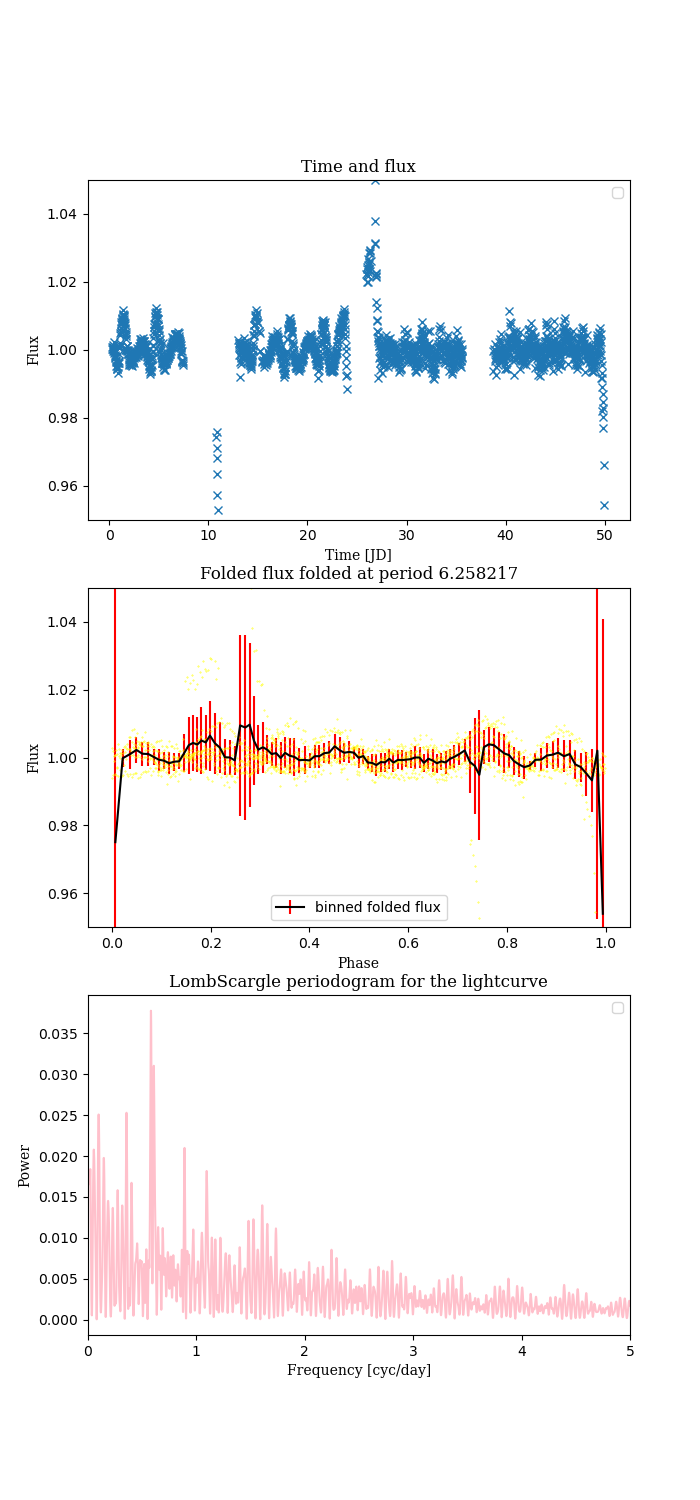 Time and flux
1.04
1.02
1.00
0.98
0.96
Flux
0 10 20 30 40 50
Time [JD]
Folded flux folded at period 6.258217
1.04
1.02
1.00
0.98
0.96
Flux
binned folded flux
0.0 0.2 0.4 0.6 0.8 1.0
Phase
LombScargle periodogram for the lightcurve
0.035
0.030
0.025
0.020
0.015
0.010
0.005
0.000
Power
0 1 2 3 4 5
Frequency [cyc/day]